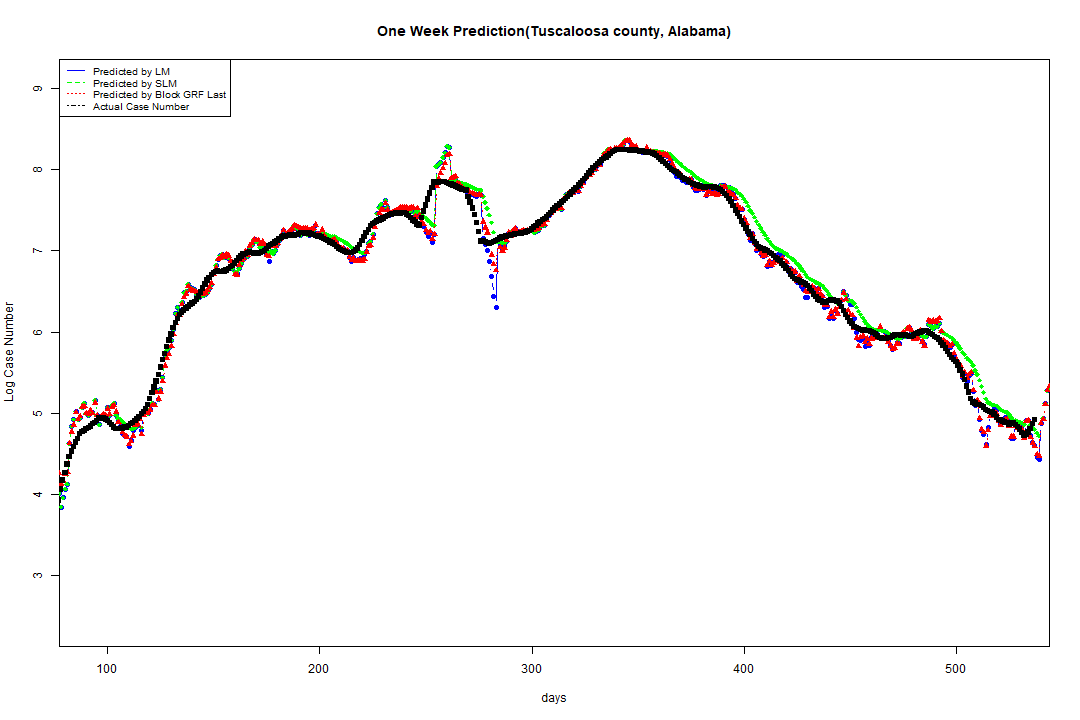 One Week Prediction(Tuscaloosa county, Alabama)
Predicted by LM
Predicted by SLM
Predicted by Block GRF Last
Actual Case Number
9
8
7
6
5
4
3
Log Case Number
100 200 300 400 500
days